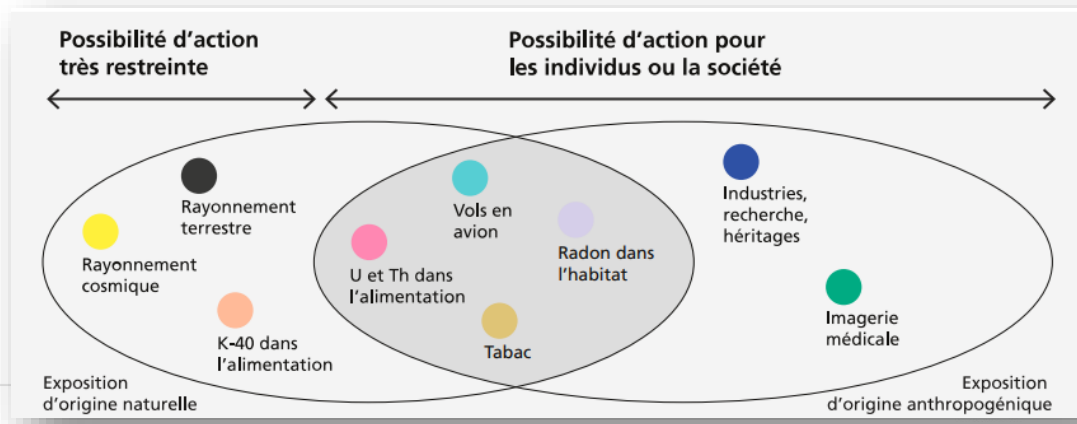 Possibilité d'action
très restreinte
Possibilité d'action pour
les individus ou la société
Rayonnement
terrestre
Rayonnement
cosmique
K-40 dans
l'alimentation
Vols en
avion
U et Th dans
l'alimentation
Radon dans
l'habitat
Tabac
Industries,
recherche,
héritages
Imagerie
médicale
Exposition
d'origine naturelle
Exposition
d'origine anthropogénique